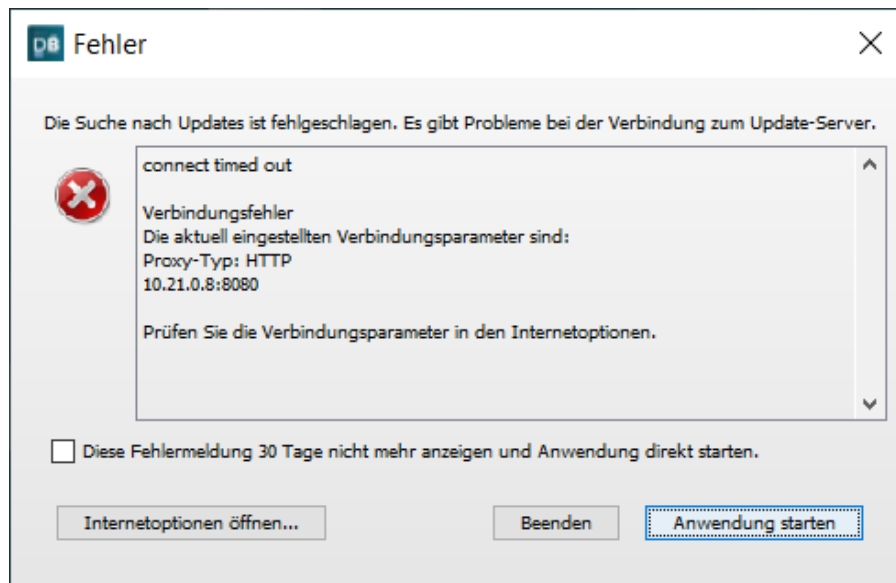 DB Fehler
Die Suche nach Updates ist fehlgeschlagen. Es gibt Probleme bei der Verbindung zum Update-Server.
connect timed out
Verbindungsfehler
Die aktuell eingestellten Verbindungsparameter sind:
Proxy-Typ: HTTP
10.21.0.8:8080
Prüfen Sie die Verbindungsparameter in den Internetoptionen.
Diese Fehlermeldung 30 Tage nicht mehr anzeigen und Anwendung direkt starten.
Internetoptionen öffnen...
Beenden
Anwendung starten